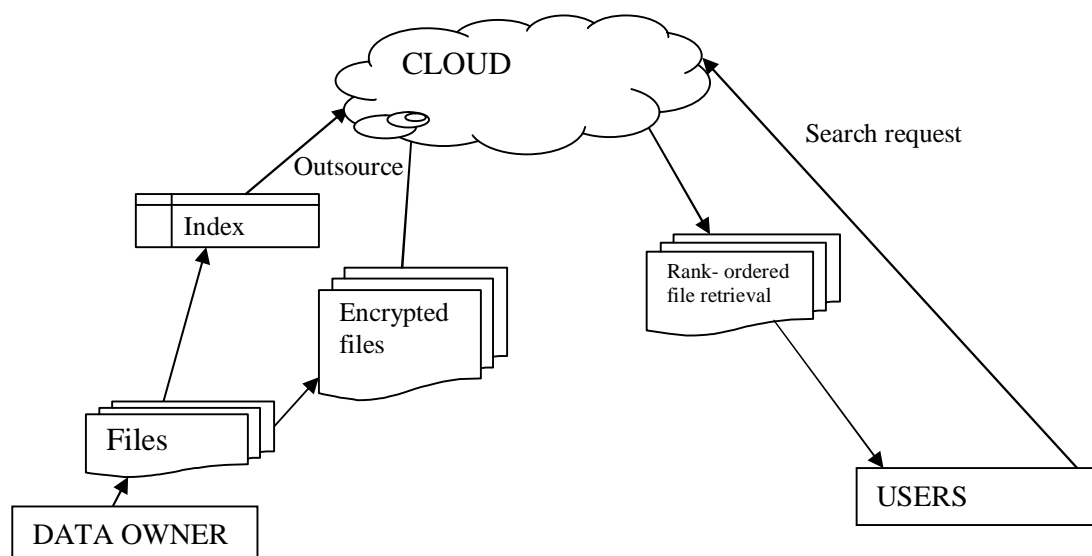 CLOUD
Search request
Outsource
Index
Rank- ordered
file retrieval
Encrypted
files
Files
USERS
DATA OWNER